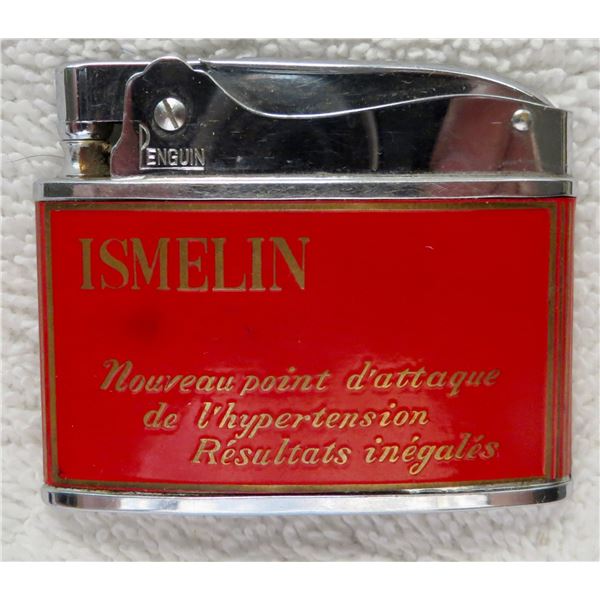 PENGUIN
ISMELIN
Nouveau point d'attaque
de l'hypertension
Résultats inégalés